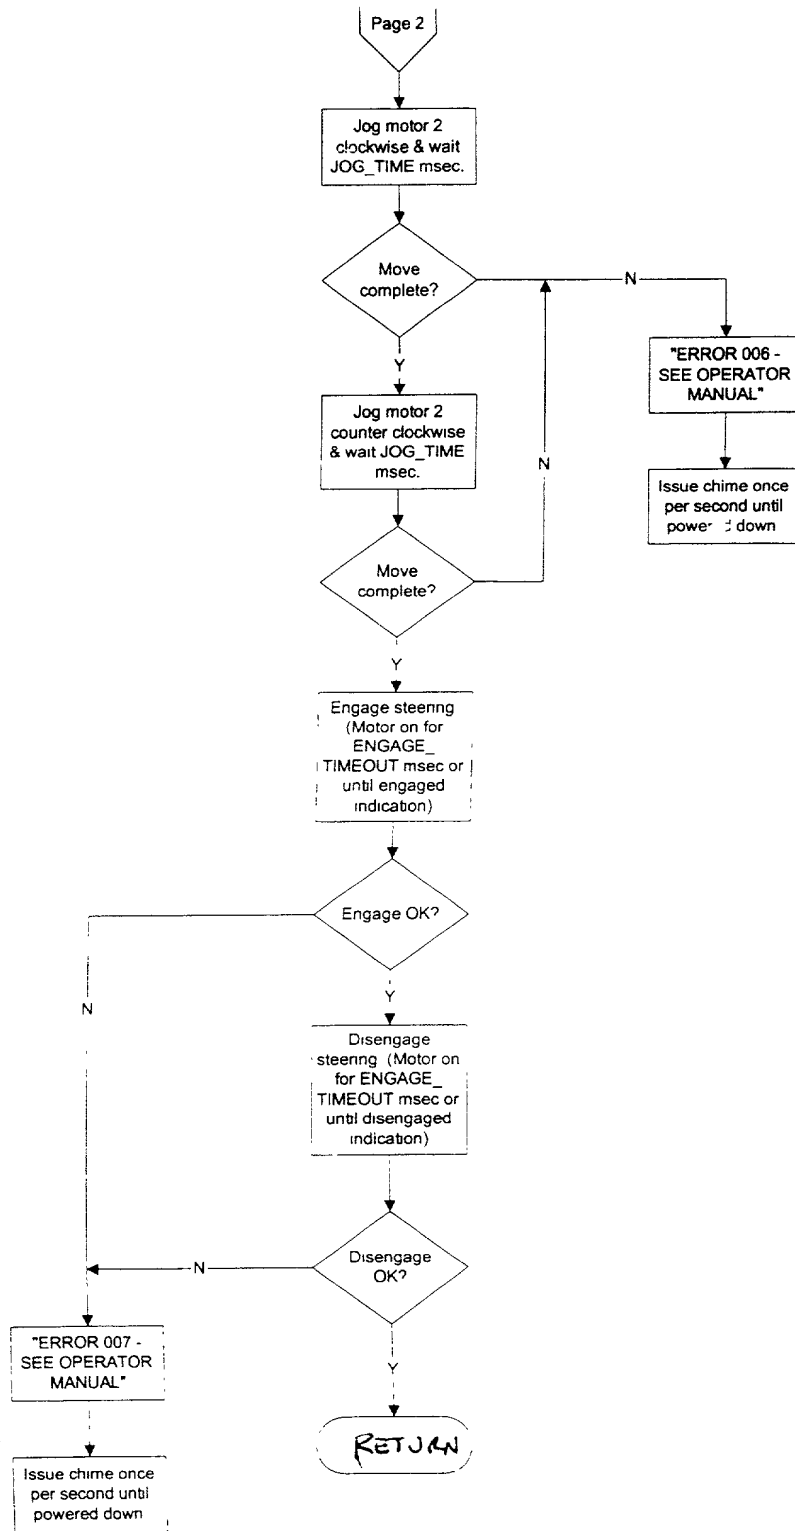 Page 2
Jog motor 2
clockwise & wait
JOG_TIME msec.
Move
complete?
N
"ERROR 006 -
SEE OPERATOR
MANUAL"
Y
Jog motor 2
counter clockwise
& wait JOG_TIME
msec.
N
Issue chime once
per second until
down
Move
complete?
Y
Engage steering
(Motor on for
ENGAGE_
TIMEOUT msec or
until engaged
indication)
Engage OK?
N
Y
Disengage
steering (Motor on
for ENGAGE_
TIMEOUT msec or
until disengaged
indication)
Disengage
OK?
N
"ERROR 007 -
SEE OPERATOR
MANUAL"
Y
RETURN
Issue chime once
per second until
powered down